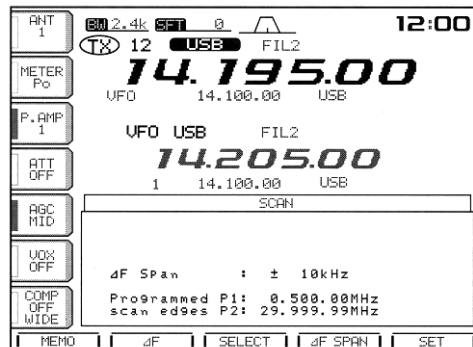 ANT
1
BW 2.4k SFT 0
12:00
TX 12 USB FIL2
METER
Po
14.195.00
VFO 14.100.00 USB
P.AMP
1
VFO USB FIL2
14.205.00
ATT
OFF
1 14.100.00 USB
SCAN
AGC
MID
VOX
OFF
⊿F Span : ± 10kHz
COMP
OFF
WIDE
Programmed P1: 0.500.00MHz
scan edges P2: 29.999.99MHz
MEMO ⊿F SELECT ⊿F SPAN SET